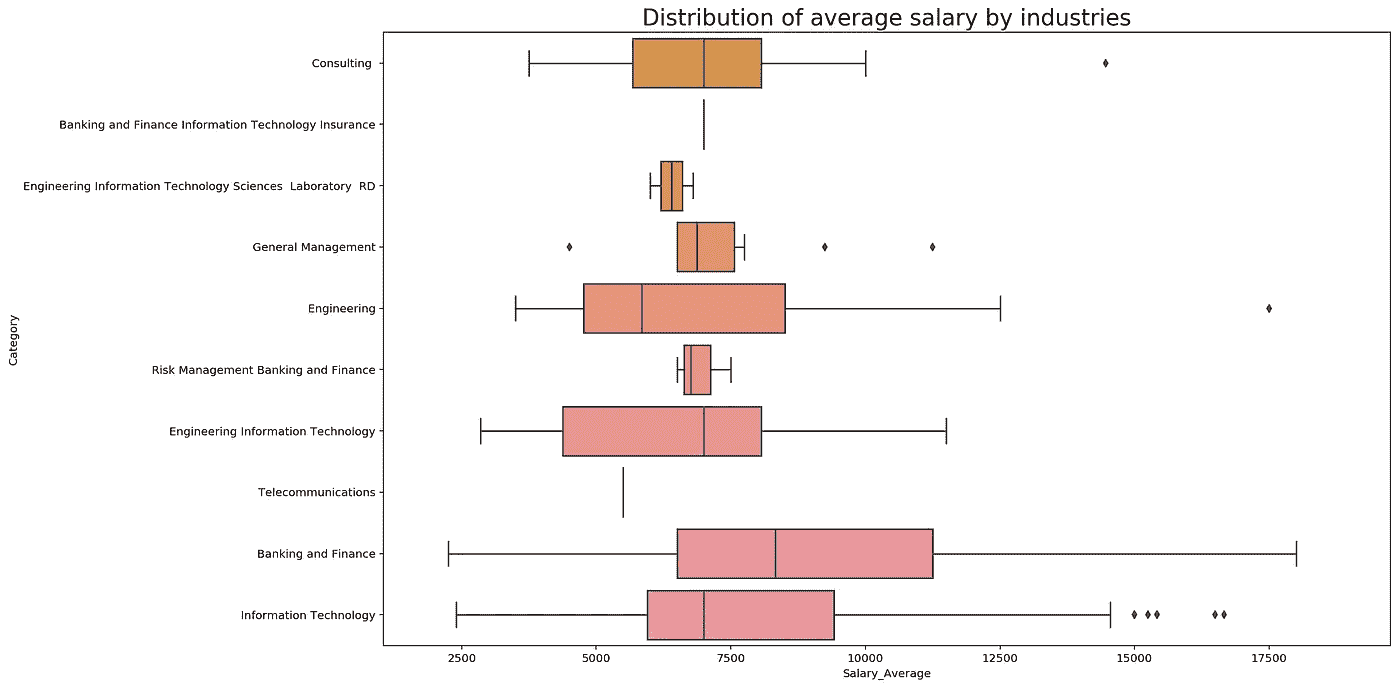 Distribution of average salary by industries
Consulting
Banking and Finance Information Technology Insurance
Engineering Information Technology Sciences  Laboratory  RD
General Management
Engineering
Risk Management Banking and Finance
Engineering Information Technology
Telecommunications
Banking and Finance
Information Technology
Category
2500 5000 7500 10000 12500 15000 17500
Salary_Average